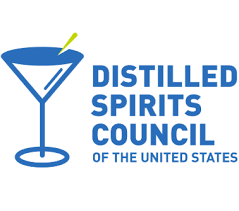 DISTILLED
SPIRITS
COUNCIL
OF THE UNITED STATES